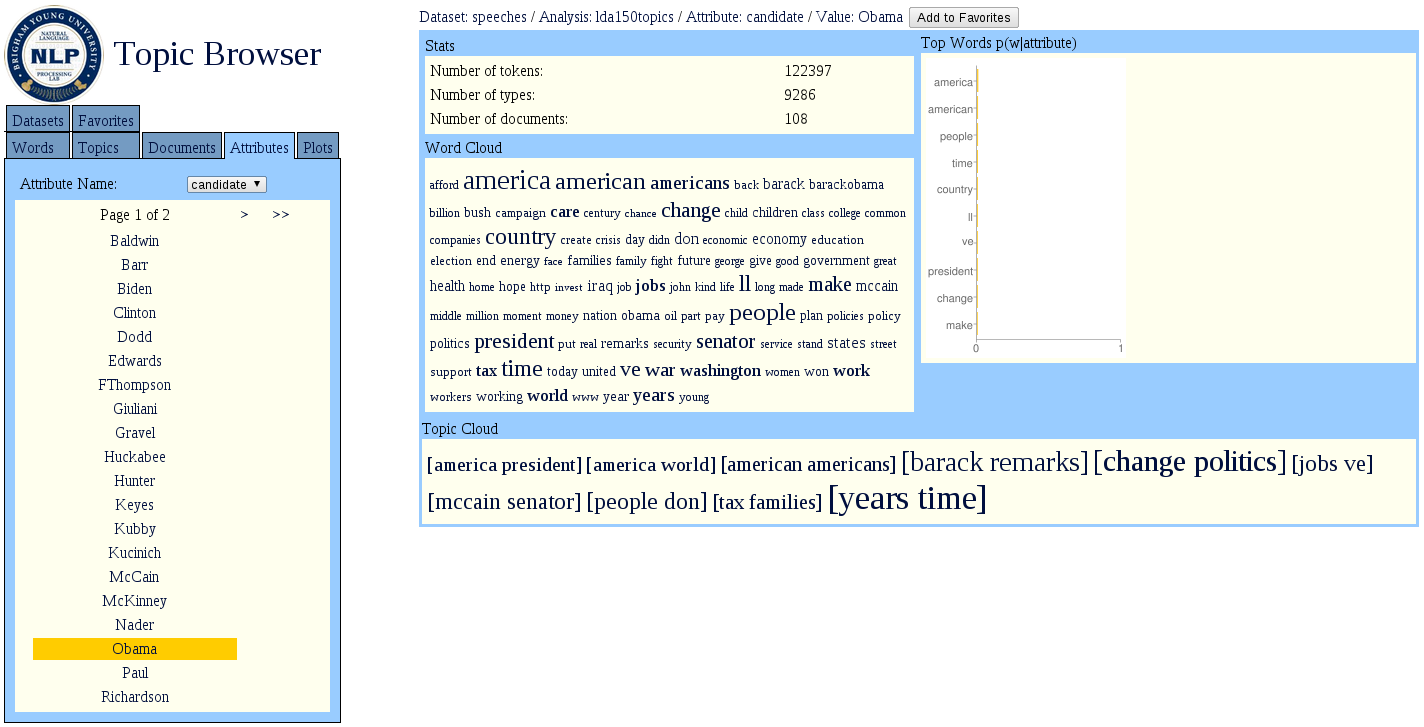 BRIGHAM YOUNG UNIVERSITY
NATURAL LANGUAGE
NLP
PROCESSING LAB
Topic Browser
Datasets Favorites
Words Topics Documents Attributes Plots
Attribute Name: candidate ▼
Page 1 of 2 > >>
Baldwin
Barr
Biden
Clinton
Dodd
Edwards
FThompson
Giuliani
Gravel
Huckabee
Hunter
Keyes
Kubby
Kucinich
McCain
McKinney
Nader
Obama
Paul
Richardson
Dataset: speeches / Analysis: lda150topics / Attribute: candidate / Value: Obama Add to Favorites
Stats
Number of tokens: 122397
Number of types: 9286
Number of documents: 108
Word Cloud
afford america american americans back barack barackobama
billion bush campaign care century chance change child children class college common
companies country create crisis day didn don economic economy education
election end energy face families family fight future george give good government great
health home hope http invest iraq job jobs john kind life ll long made make mccain
middle million moment money nation obama oil part pay people plan policies policy
politics president put real remarks security senator service stand states street
support tax time today united ve war washington women won work
workers working world www year years young
Top Words p(w|attribute)
america
american
people
time
country
ll
ve
president
change
make
0 1
Topic Cloud
[america president] [america world] [american americans] [barack remarks] [change politics] [jobs ve]
[mccain senator] [people don] [tax families] [years time]